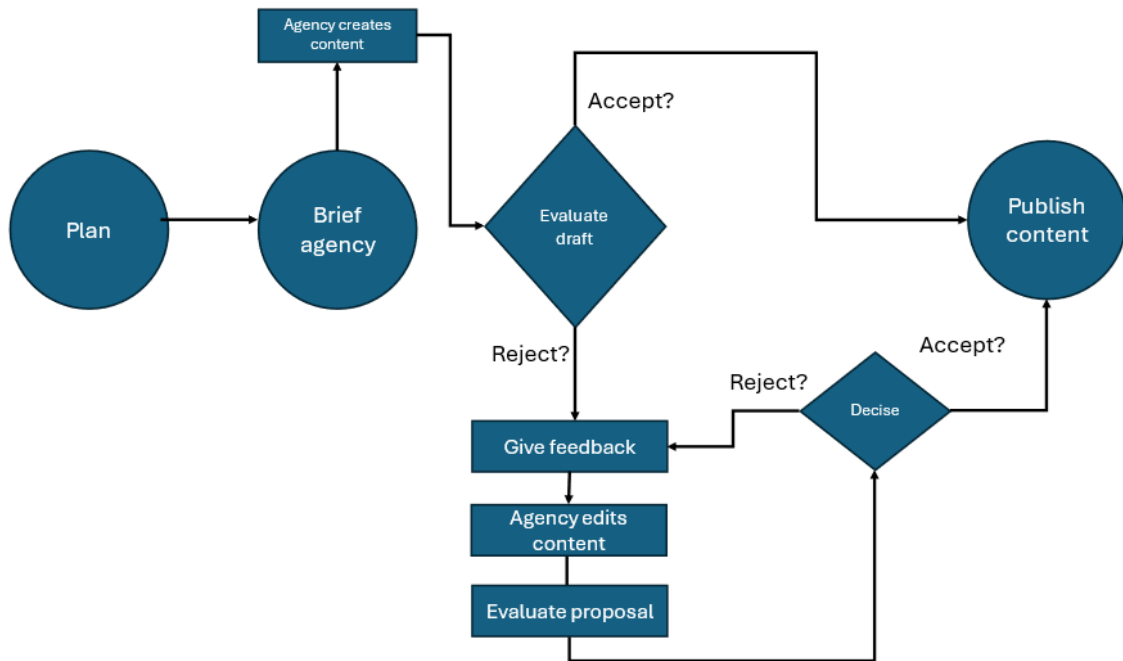 Agency creates
content
Accept?
Plan
Brief
agency
Evaluate
draft
Publish
content
Reject?
Accept?
Reject?
Decise
Give feedback
Agency edits
content
Evaluate proposal